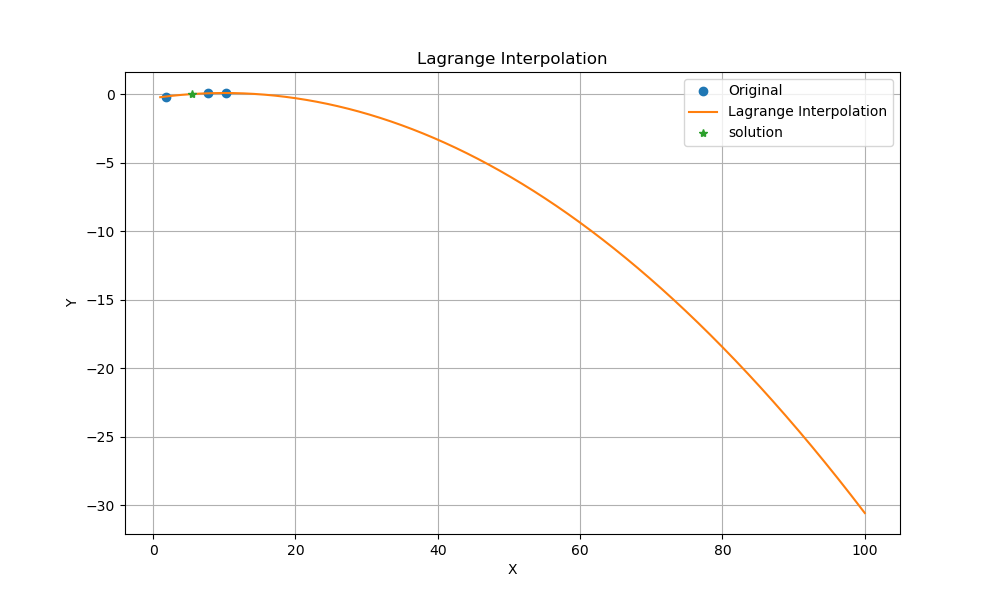 Lagrange Interpolation
Original
Lagrange Interpolation
solution
0
−5
−10
−15
−20
−25
−30
Y
0 20 40 60 80 100
X